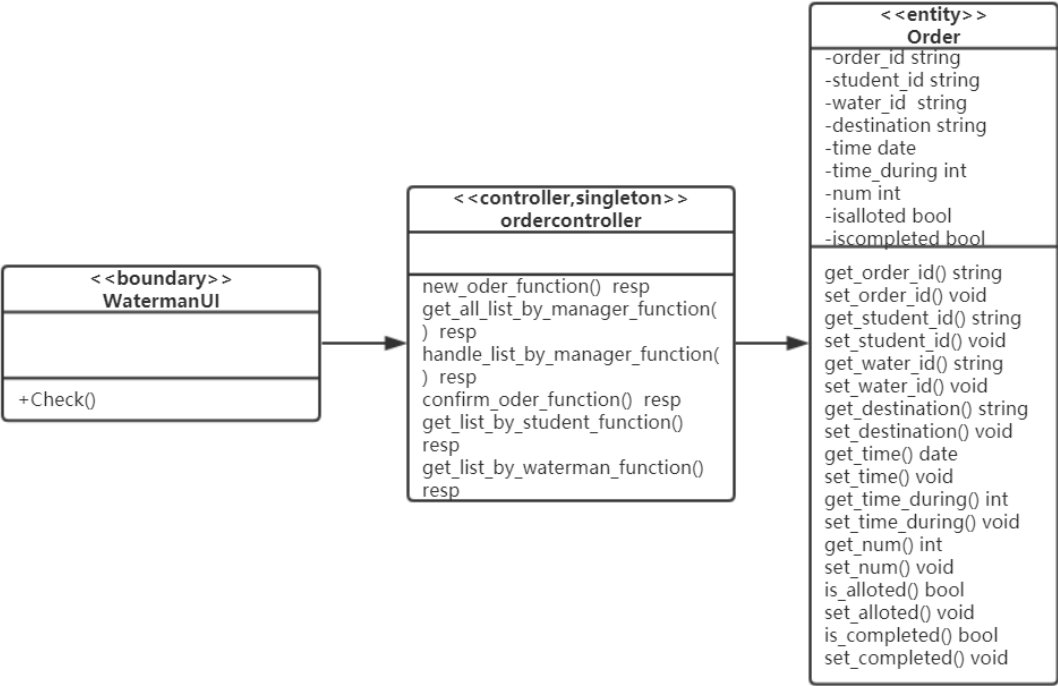 <<boundary>>
WatermanUI
+Check()
<<controller,singleton>>
ordercontroller
new_oder_function()  resp
get_all_list_by_manager_function(
)  resp
handle_list_by_manager_function(
)  resp
confirm_oder_function()  resp
get_list_by_student_function()
resp
get_list_by_waterman_function()
resp
<<entity>>
Order
-order_id string
-student_id string
-water_id  string
-destination string
-time date
-time_during int
-num int
-isalloted bool
-iscompleted bool
get_order_id() string
set_order_id() void
get_student_id() string
set_student_id() void
get_water_id() string
set_water_id() void
get_destination() string
set_destination() void
get_time() date
set_time() void
get_time_during() int
set_time_during() void
get_num() int
set_num() void
is_alloted() bool
set_alloted() void
is_completed() bool
set_completed() void